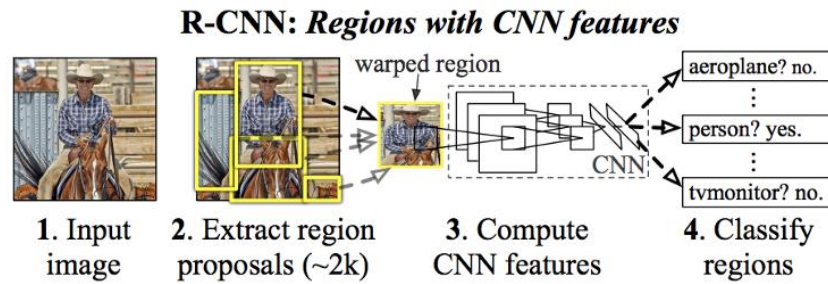 R-CNN: Regions with CNN features
warped region
aeroplane? no.
person? yes.
CNN
tvmonitor? no.
1. Input
image
2. Extract region
proposals (~2k)
3. Compute
CNN features
4. Classify
regions